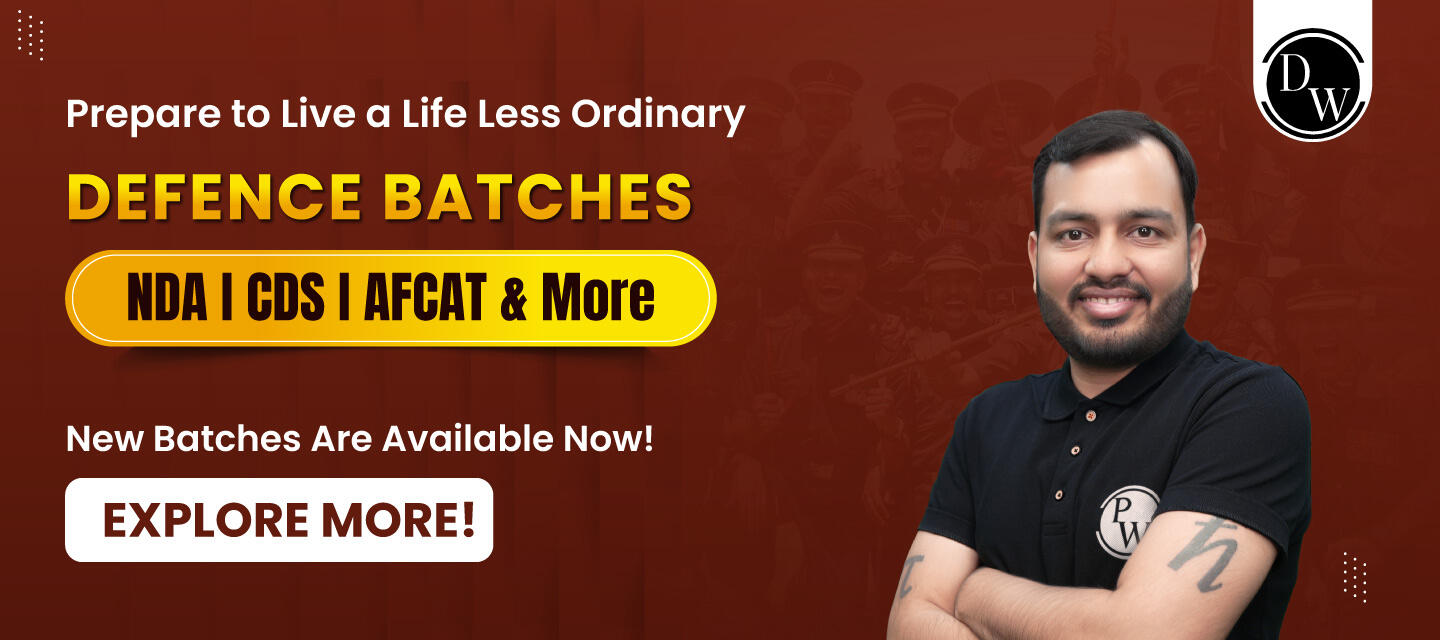 Prepare to Live a Life Less Ordinary
DEFENCE BATCHES
NDA | CDS | AFCAT & More
New Batches Are Available Now!
EXPLORE MORE!
DW
PW
ℏ